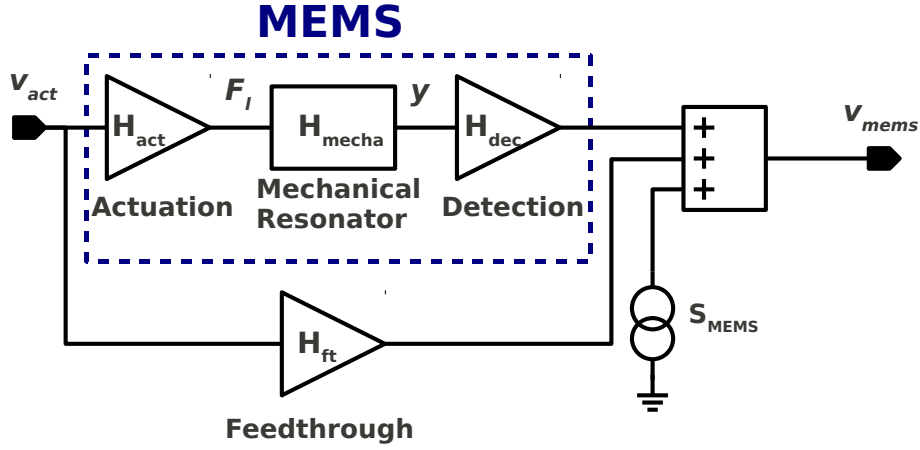 MEMS
v_act
F_l
y
v_mems
H_act
H_mecha
H_dec
+
+
+
Actuation
Mechanical
Resonator
Detection
S_MEMS
H_ft
Feedthrough